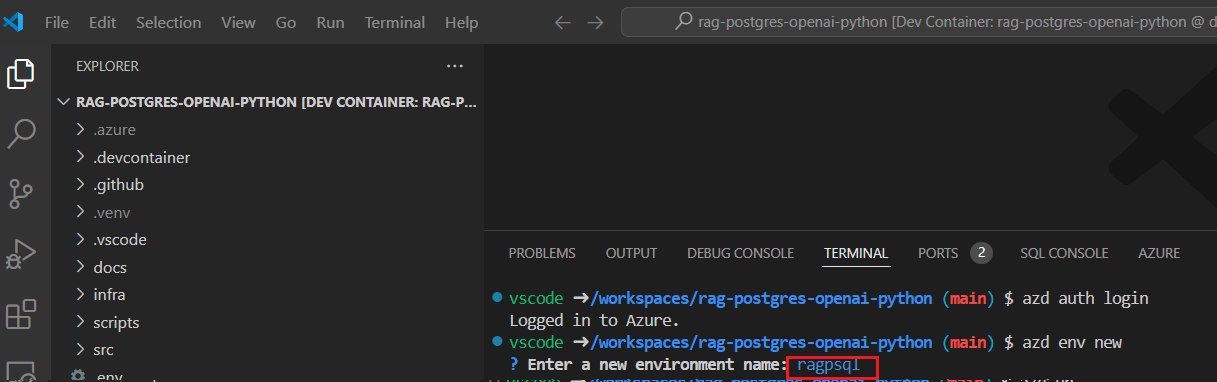 File Edit Selection View Go Run Terminal Help
rag-postgres-openai-python [Dev Container: rag-postgres-openai-python @ d
EXPLORER
RAG-POSTGRES-OPENAI-PYTHON [DEV CONTAINER: RAG-P...
.azure
.devcontainer
.github
.venv
.vscode
docs
infra
scripts
src
.env
PROBLEMS OUTPUT DEBUG CONSOLE TERMINAL PORTS 2 SQL CONSOLE AZURE
vscode ➜/workspaces/rag-postgres-openai-python (main) $ azd auth login
Logged in to Azure.
vscode ➜/workspaces/rag-postgres-openai-python (main) $ azd env new
? Enter a new environment name: ragpsql